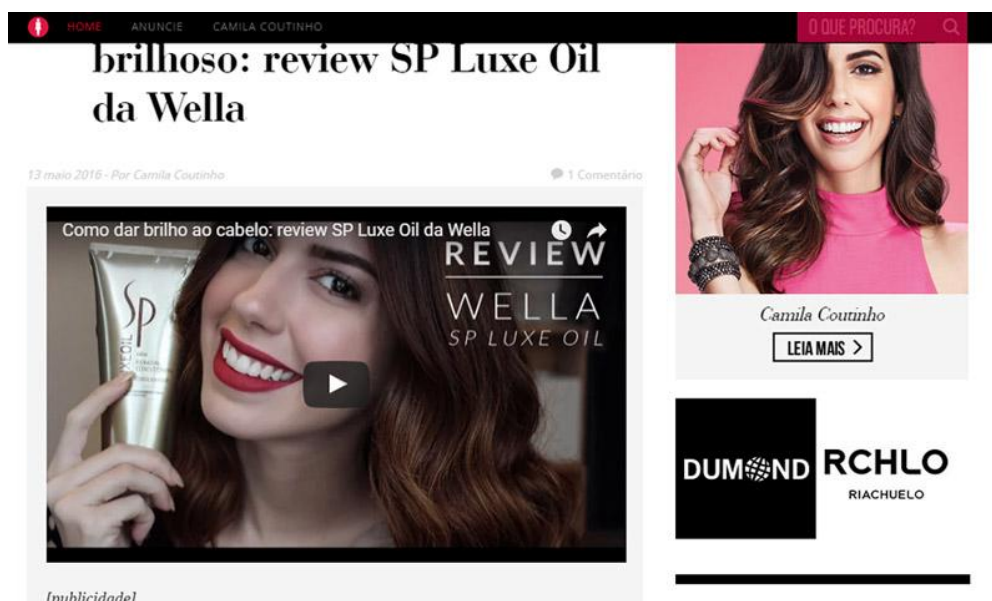 HOME ANUNCIE CAMILA COUTINHO O QUE PROCURA?
brilhoso: review SP Luxe Oil
da Wella
13 maio 2016 - Por Camila Coutinho 1 Comentário
Como dar brilho ao cabelo: review SP Luxe Oil da Wella
REVIEW
WELLA
SP LUXE OIL
SP
LUXEOIL
[publicidade]
Camila Coutinho
LEIA MAIS >
DUMOND
RCHLO
RIACHUELO